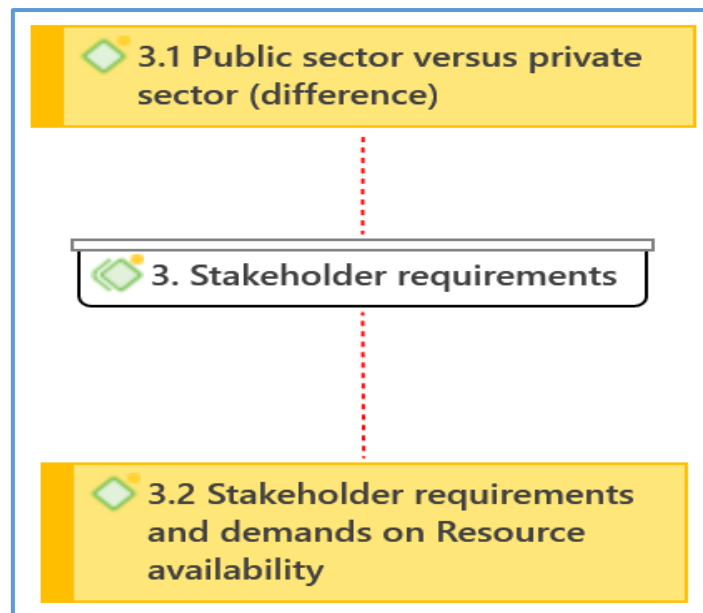 3.1 Public sector versus private
sector (difference)
3. Stakeholder requirements
3.2 Stakeholder requirements
and demands on Resource
availability